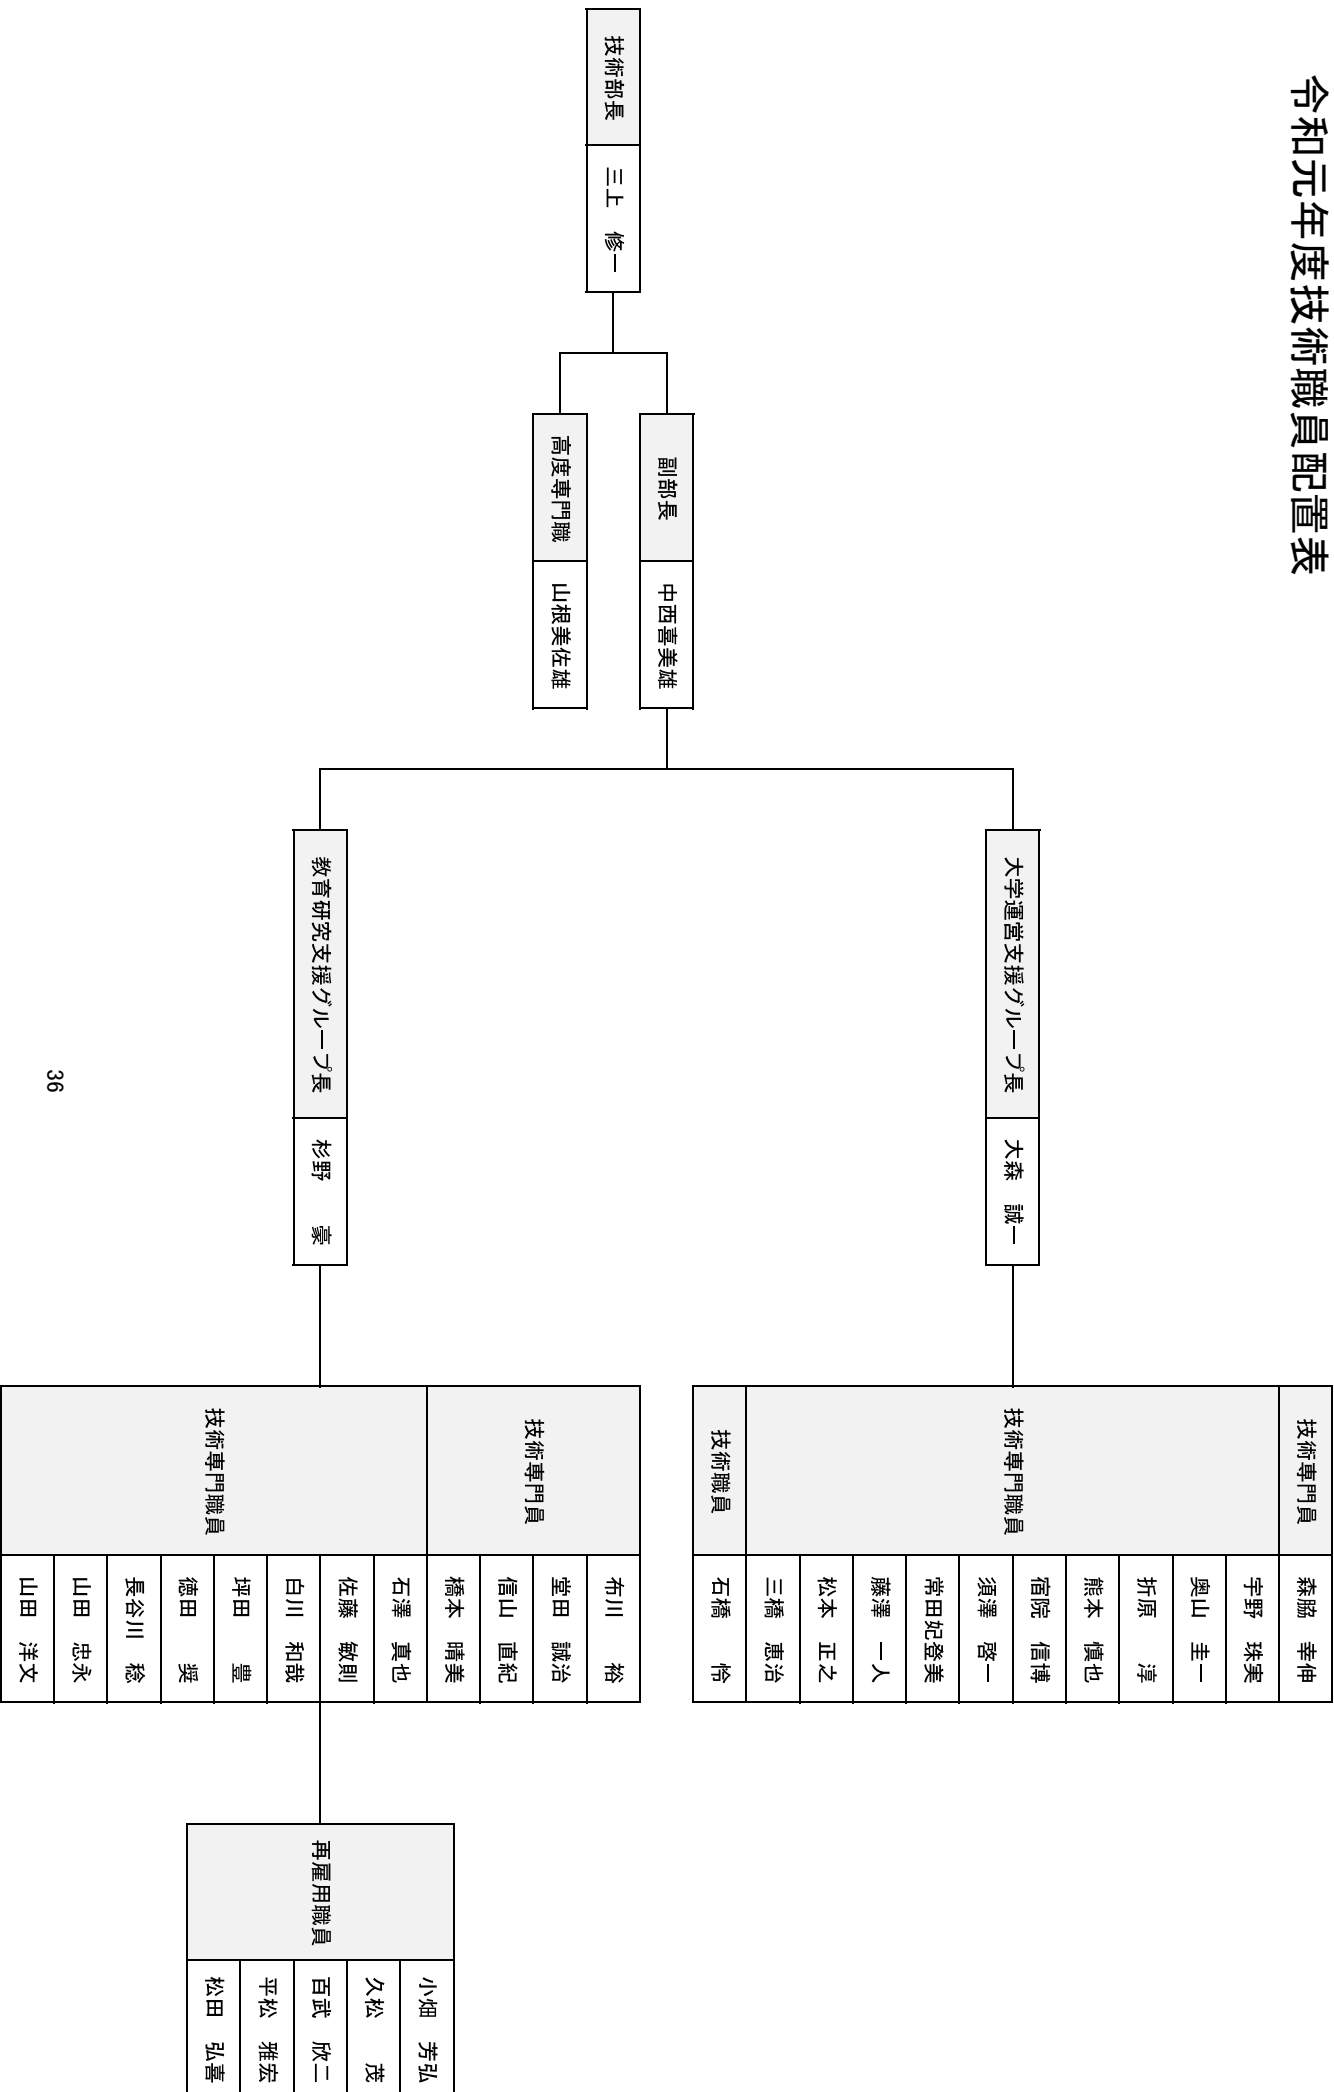 令和元年度技術職員配置表
技術部長 三上　修一
副部長 中西喜美雄
高度専門職 山根美佐雄
大学運営支援グループ長 大森　誠一
技術専門員 森脇　幸伸
技術専門職員 宇野　珠実
奥山　圭一
折原　　淳
熊本　慎也
宿院　信博
須澤　啓一
常田妃登美
藤澤　一人
松本　正之
三橋　恵治
技術職員 石橋　　怜
教育研究支援グループ長 杉野　　豪
技術専門員 布川　　裕
堂田　誠治
信山　直紀
橋本　晴美
技術専門職員 石澤　真也
佐藤　敏則
白川　和哉
坪田　　豊
徳田　　奨
長谷川　稔
山田　忠永
山田　洋文
再雇用職員 小畑　芳弘
久松　　茂
百武　欣二
平松　雅宏
松田　弘喜
36